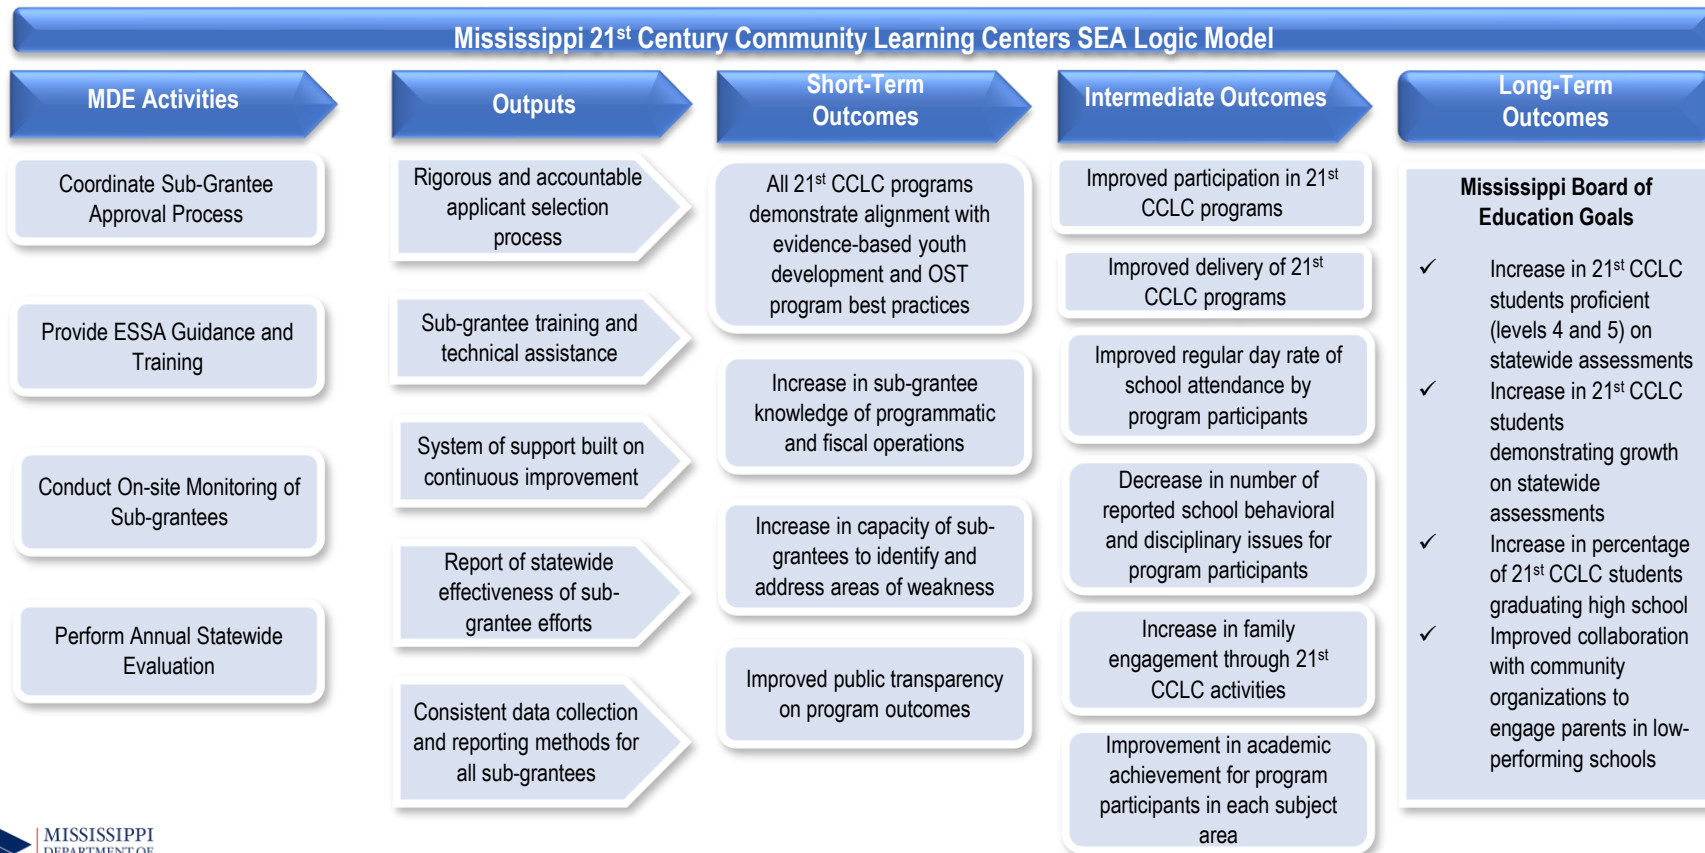 Mississippi 21st Century Community Learning Centers SEA Logic Model
MDE Activities
Coordinate Sub-Grantee
Approval Process
Provide ESSA Guidance and
Training
Conduct On-site Monitoring of
Sub-grantees
Perform Annual Statewide
Evaluation
Outputs
Rigorous and accountable
applicant selection
process
Sub-grantee training and
technical assistance
System of support built on
continuous improvement
Report of statewide
effectiveness of sub-
grantee efforts
Consistent data collection
and reporting methods for
all sub-grantees
Short-Term
Outcomes
All 21st CCLC programs
demonstrate alignment with
evidence-based youth
development and OST
program best practices
Increase in sub-grantee
knowledge of programmatic
and fiscal operations
Increase in capacity of sub-
grantees to identify and
address areas of weakness
Improved public transparency
on program outcomes
Intermediate Outcomes
Improved participation in 21st
CCLC programs
Improved delivery of 21st
CCLC programs
Improved regular day rate of
school attendance by
program participants
Decrease in number of
reported school behavioral
and disciplinary issues for
program participants
Increase in family
engagement through 21st
CCLC activities
Improvement in academic
achievement for program
participants in each subject
area
Long-Term
Outcomes
Mississippi Board of
Education Goals
✓ Increase in 21st CCLC
students proficient
(levels 4 and 5) on
statewide assessments
✓ Increase in 21st CCLC
students
demonstrating growth
on statewide
assessments
✓ Increase in percentage
of 21st CCLC students
graduating high school
✓ Improved collaboration
with community
organizations to
engage parents in low-
performing schools
MISSISSIPPI
DEPARTMENT OF